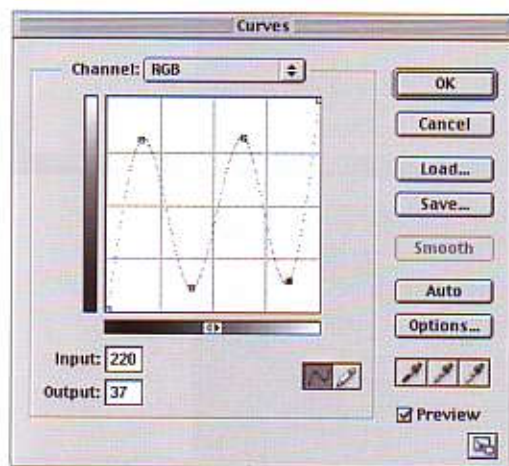 Curves
Channel: RGB
OK
Cancel
Load...
Save...
Smooth
Auto
Options...
Input: 220
Output: 37
Preview